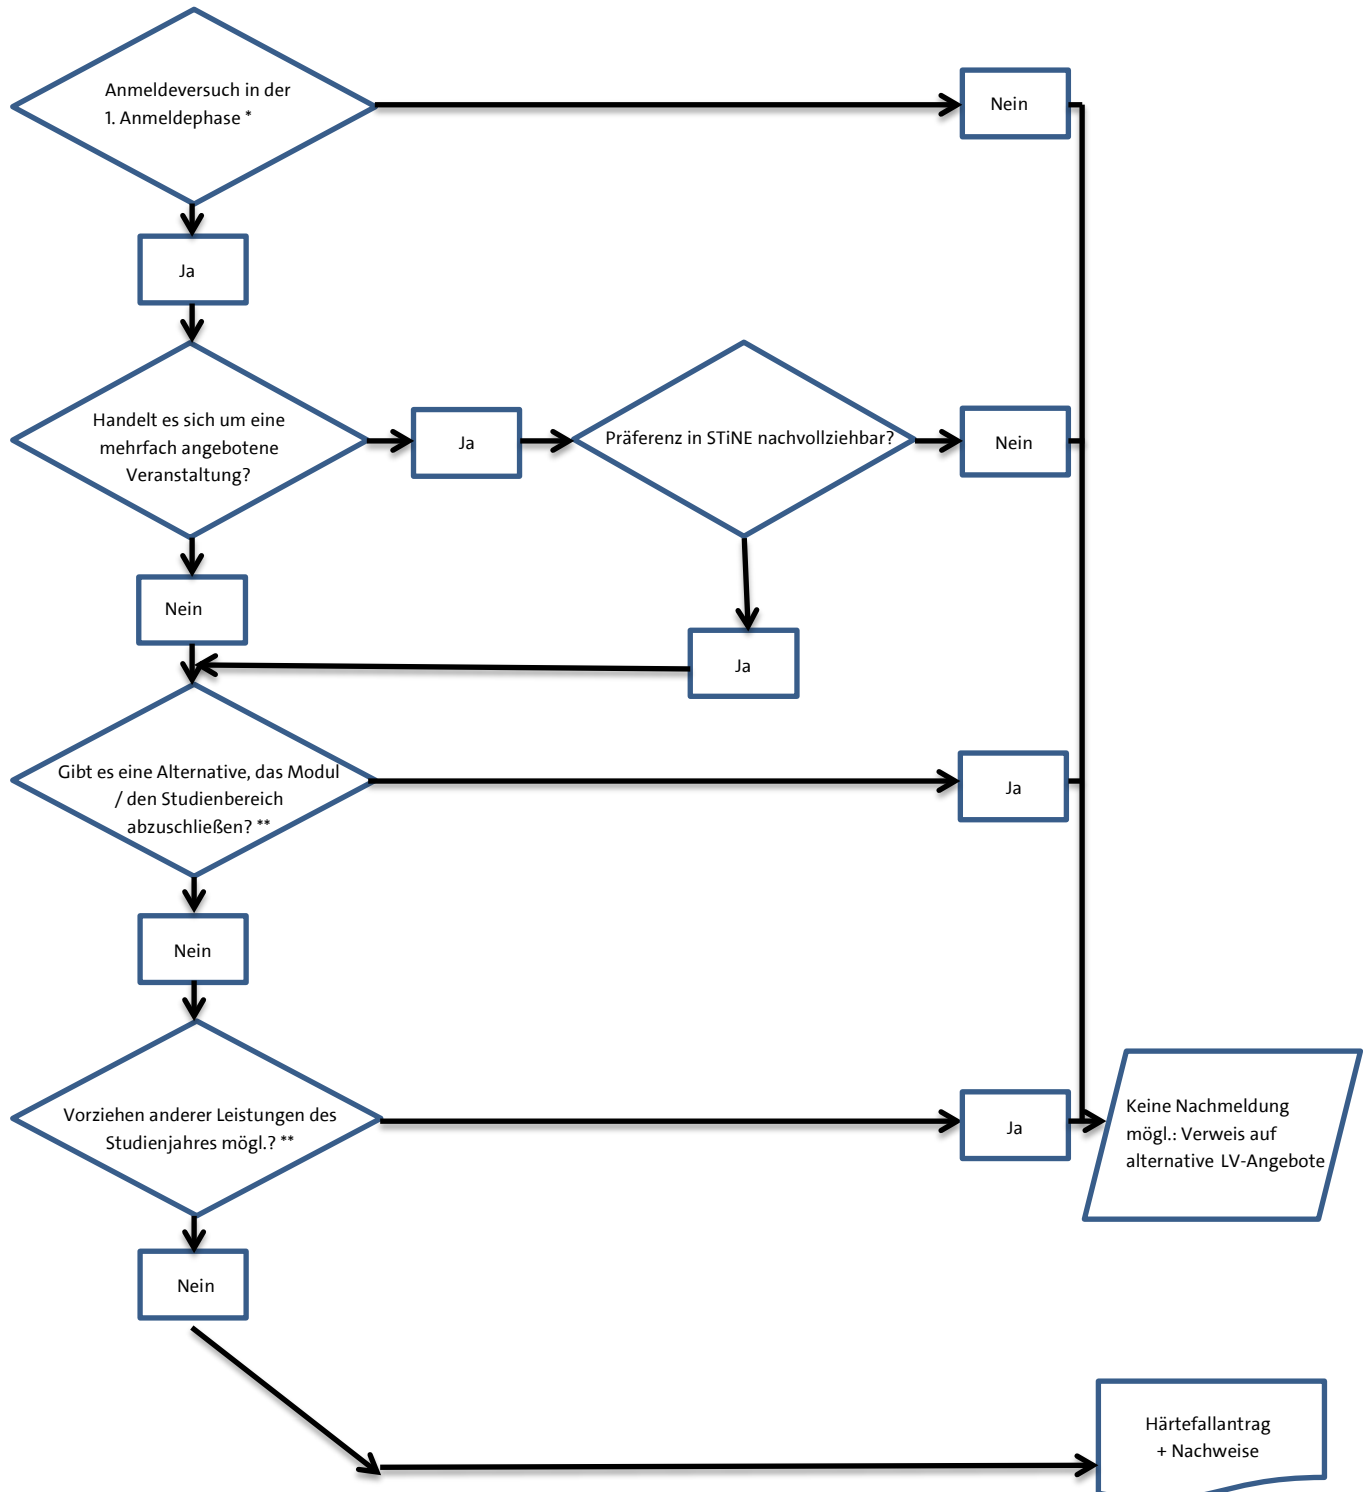 Anmeldeversuch in der
1. Anmeldephase *
Nein
Ja
Handelt es sich um eine
mehrfach angebotene
Veranstaltung?
Ja
Präferenz in STiNE nachvollziehbar?
Nein
Nein
Ja
Gibt es eine Alternative, das Modul
/ den Studienbereich
abzuschließen? **
Ja
Nein
Vorziehen anderer Leistungen des
Studienjahres mögl.? **
Ja
Keine Nachmeldung
mögl.: Verweis auf
alternative LV-Angebote
Nein
Härtefallantrag
+ Nachweise